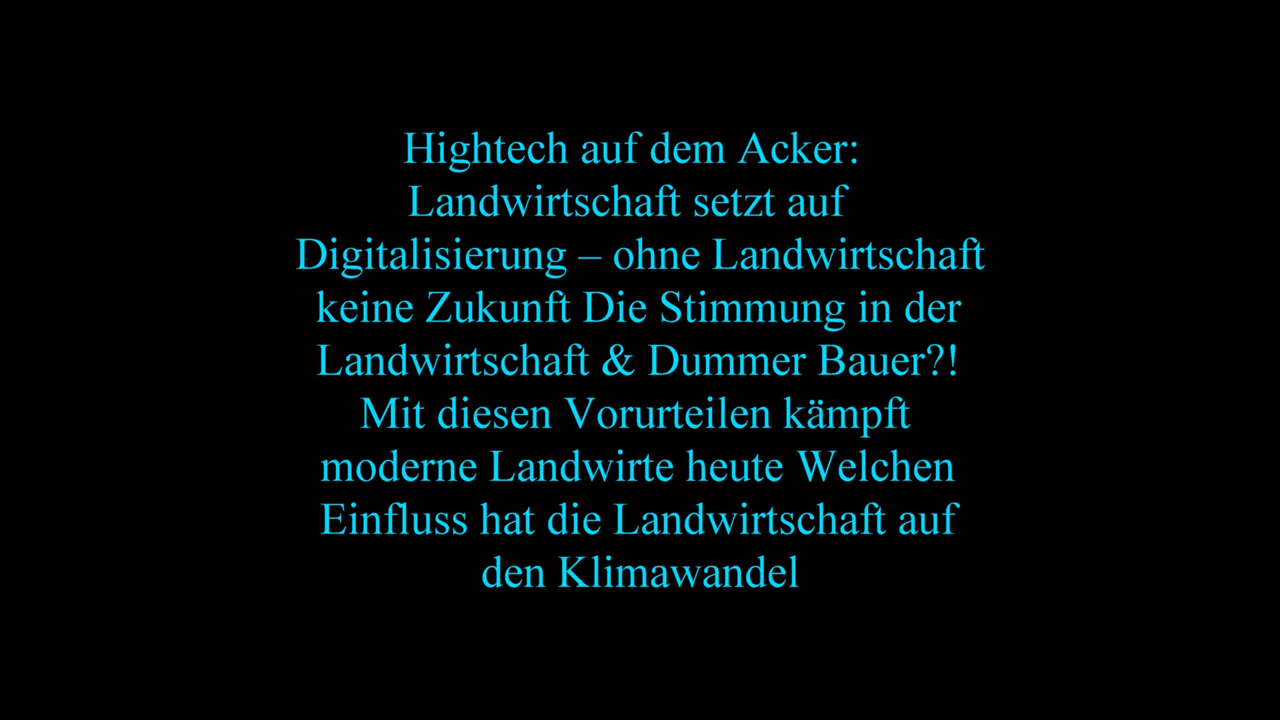 Hightech auf dem Acker:
Landwirtschaft setzt auf
Digitalisierung – ohne Landwirtschaft
keine Zukunft Die Stimmung in der
Landwirtschaft & Dummer Bauer?!
Mit diesen Vorurteilen kämpft
moderne Landwirte heute Welchen
Einfluss hat die Landwirtschaft auf
den Klimawandel